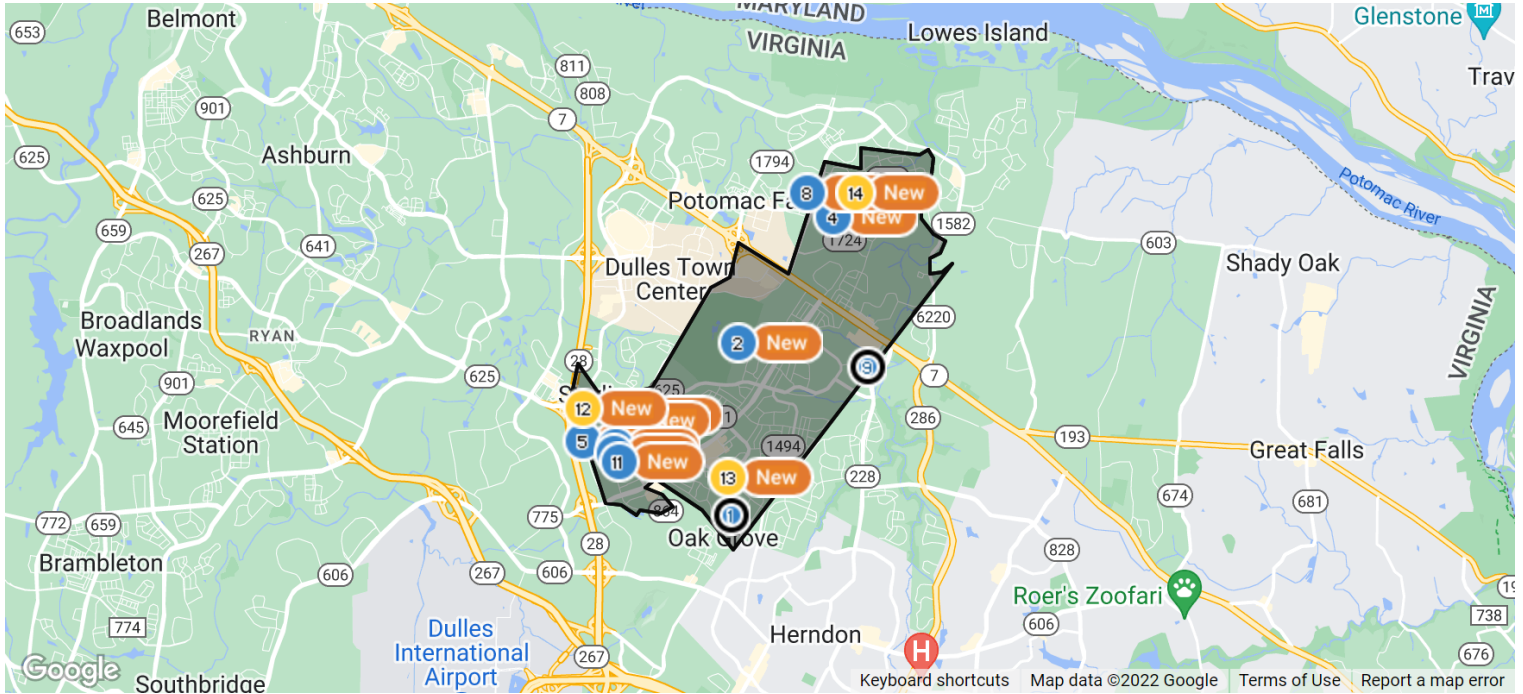 653
Belmont
MARYLAND
VIRGINIA
Lowes Island
Glenstone
811
808
901
7
625
Ashburn
1794
Potomac
8
14
New
4
New
1724
1582
Potomac River
625
659
641
267
603
Shady Oak
Dulles Town
Center
6220
VIRGINIA
Broadlands
Waxpool
RYAN
2
New
28
9
7
625
901
625
286
12
New
New
645
Moorefield
Station
5
1494
193
Great Falls
11
New
13
New
228
674
681
772
659
775
1
Oak Grove
28
828
Brambleton
606
267
606
Roer's Zoofari
738
774
Dulles
International
Airport
Herndon
606
H
267
676
Google
Southbridge
Keyboard shortcuts
Map data ©2022 Google
Terms of Use
Report a map error